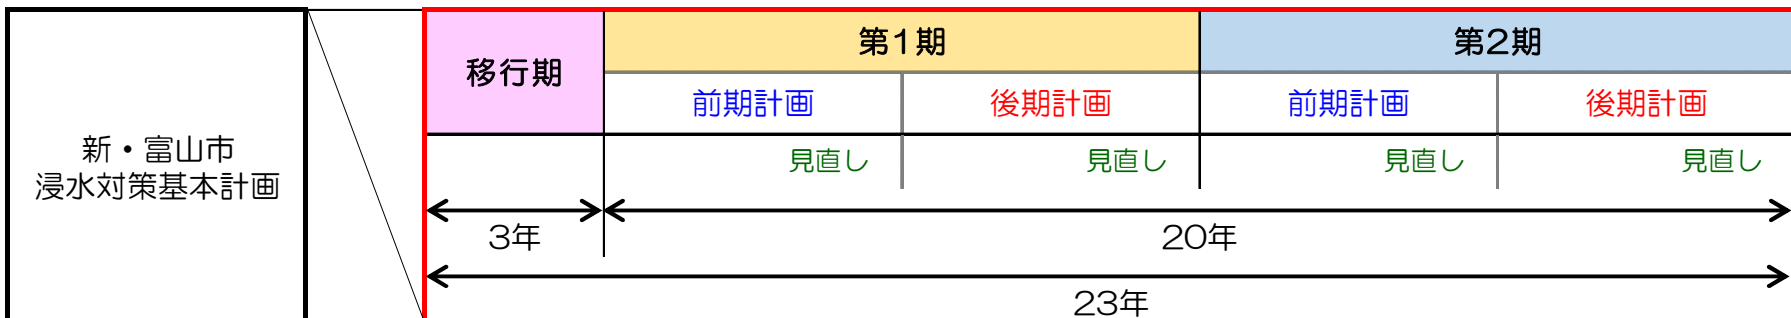 新・富山市
浸水対策基本計画
移行期
第1期
第2期
前期計画
後期計画
前期計画
後期計画
見直し
見直し
見直し
見直し
3年
20年
23年